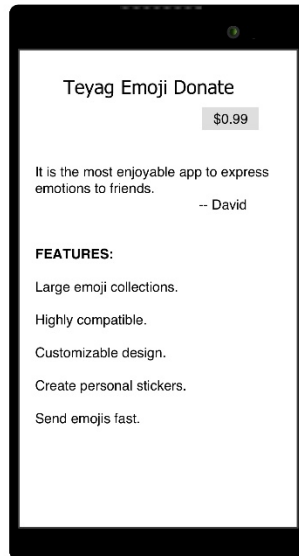 Teyag Emoji Donate
$0.99
It is the most enjoyable app to express
emotions to friends.
-- David
FEATURES:
Large emoji collections.
Highly compatible.
Customizable design.
Create personal stickers.
Send emojis fast.